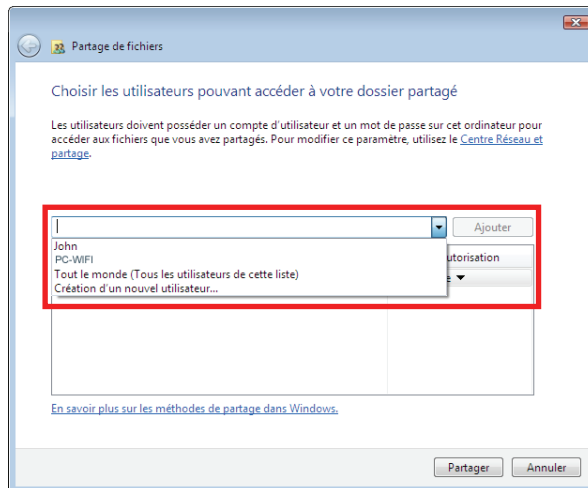 Partage de fichiers
Choisir les utilisateurs pouvant accéder à votre dossier partagé
Les utilisateurs doivent posséder un compte d'utilisateur et un mot de passe sur cet ordinateur pour
accéder aux fichiers que vous avez partagés. Pour modifier ce paramètre, utilisez le Centre Réseau et
partage.
Ajouter
John
PC-WIFI
utorisation
Tout le monde (Tous les utilisateurs de cette liste)
e
Création d'un nouvel utilisateur...
En savoir plus sur les méthodes de partage dans Windows.
Partager Annuler